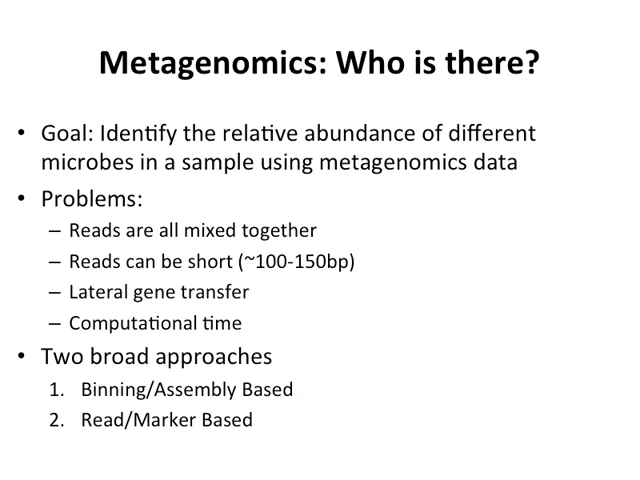 Metagenomics: Who is there?
• Goal: Identify the relative abundance of different
microbes in a sample using metagenomics data
• Problems:
– Reads are all mixed together
– Reads can be short (~100-150bp)
– Lateral gene transfer
– Computational time
• Two broad approaches
1. Binning/Assembly Based
2. Read/Marker Based